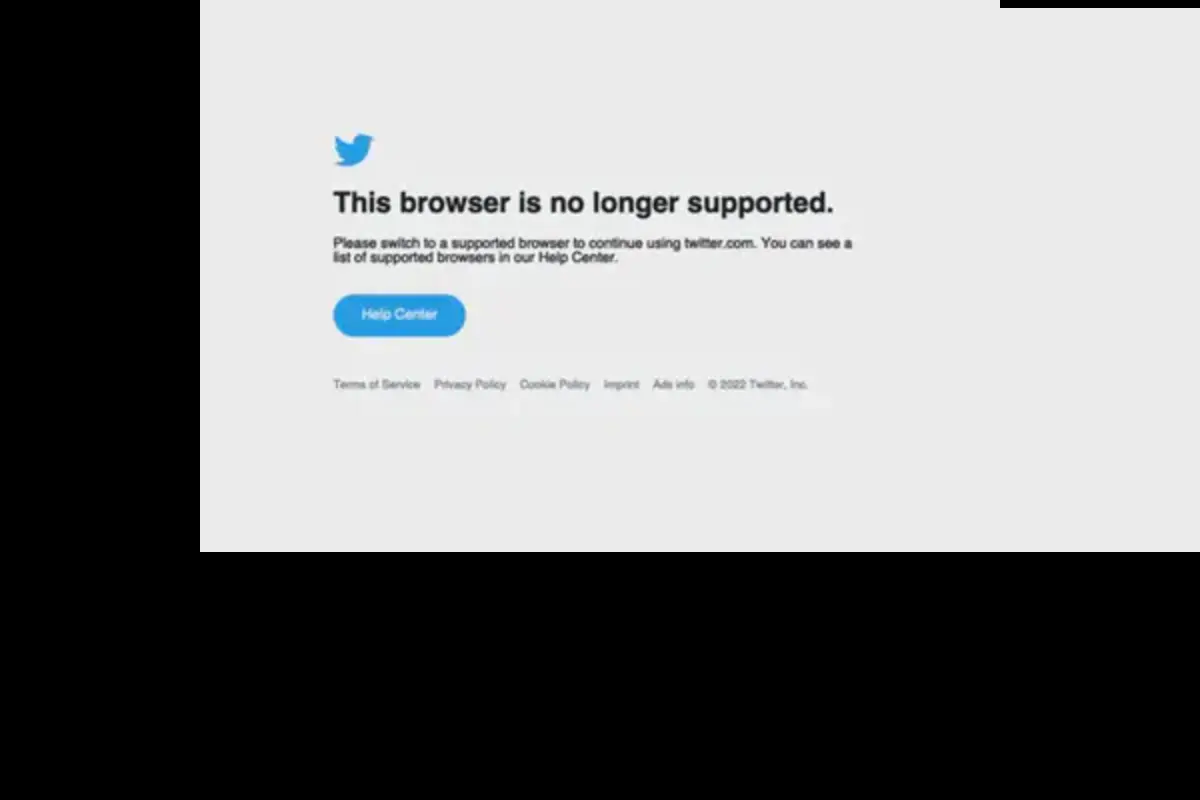 This browser is no longer supported.
Please switch to a supported browser to continue using twitter.com. You can see a
list of supported browsers in our Help Center.
Help Center
Terms of Service Privacy Policy Cookie Policy Imprint Ads info © 2022 Twitter, Inc.